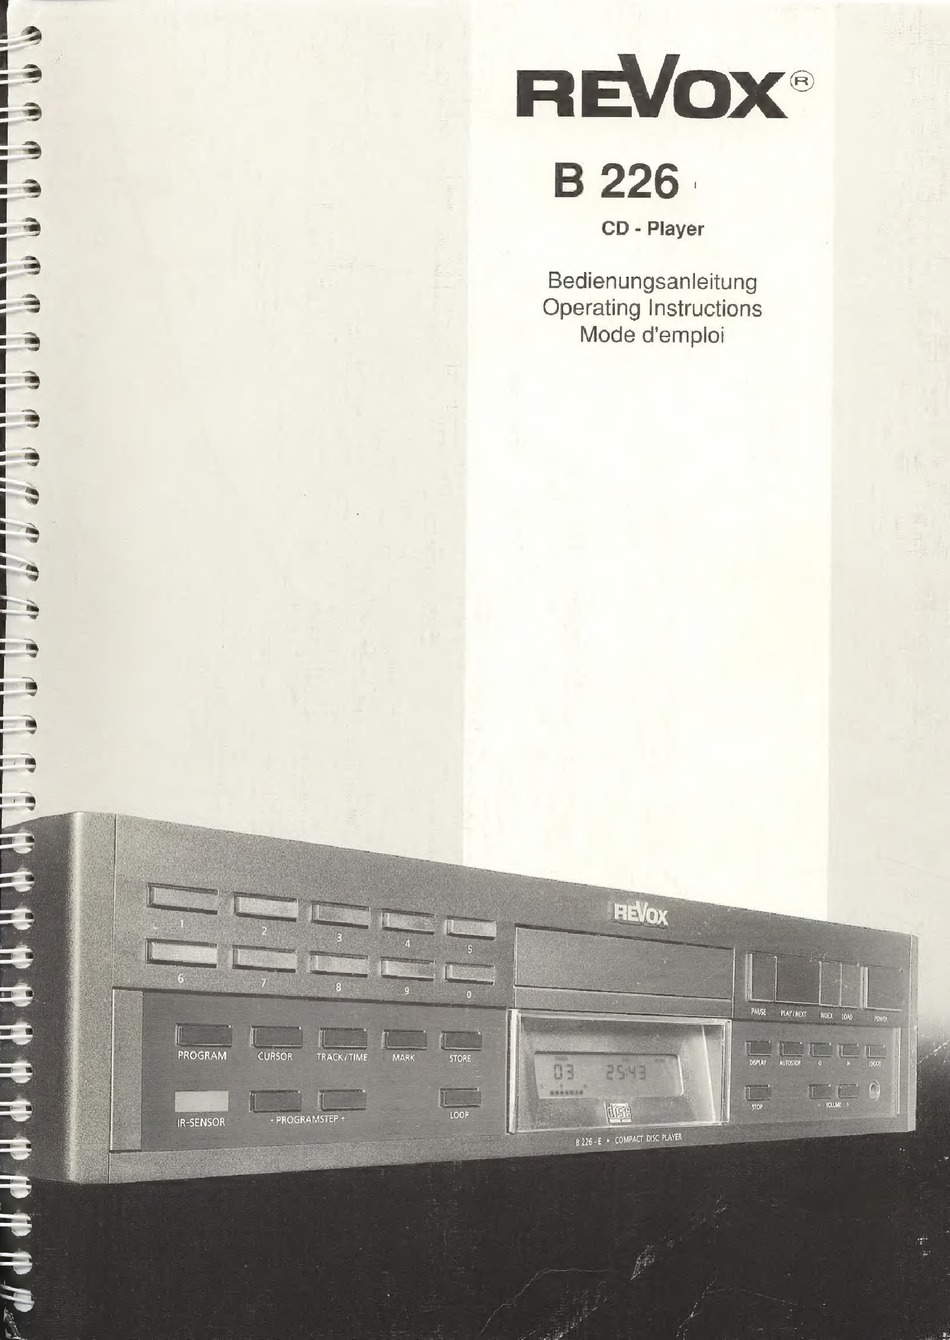 REVOX®
B 226
CD - Player
Bedienungsanleitung
Operating Instructions
Mode d'emploi
REVOX
1 2 3 4 5
6 7 8 9 0
PAUSE PLAY/NEXT INDEX LOAD POWER
PROGRAM CURSOR TRACK/TIME MARK STORE
03 25:43
DISPLAY AUTOSTOP LOCATE
IR-SENSOR - PROGRAMSTEP + LOOP
disc
STOP - VOLUME +
B 226-E • COMPACT DISC PLAYER